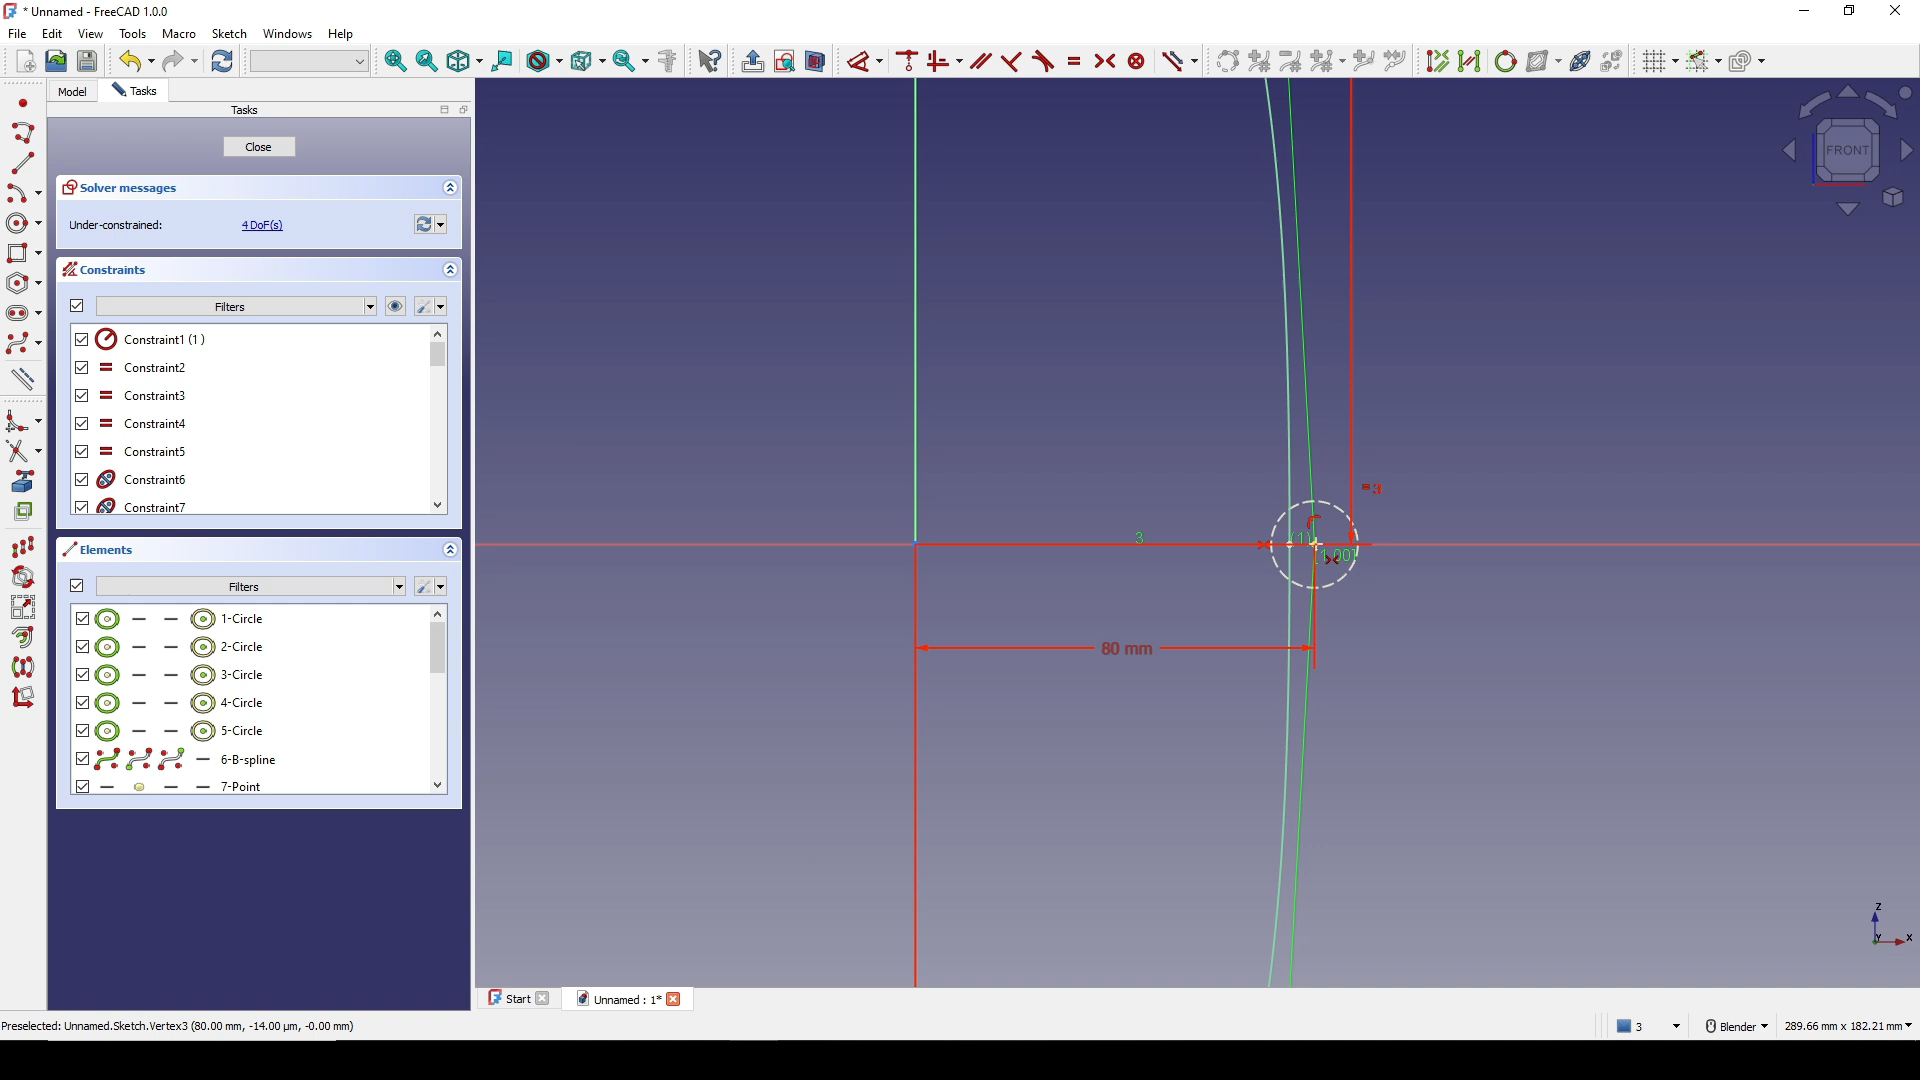 * Unnamed - FreeCAD 1.0.0
File Edit View Tools Macro Sketch Windows Help
Model Tasks
Tasks
Close
Solver messages
Under-constrained: 4 DoF(s)
Constraints
Filters
Constraint1 (1 )
Constraint2
Constraint3
Constraint4
Constraint5
Constraint6
Constraint7
Elements
Filters
1-Circle
2-Circle
3-Circle
4-Circle
5-Circle
6-B-spline
7-Point
FRONT
3
3
(1)
[1.00]
80 mm
Z
Y X
Start Unnamed : 1*
Preselected: Unnamed.Sketch.Vertex3 (80.00 mm, -14.00 µm, -0.00 mm)
3 Blender 289.66 mm x 182.21 mm